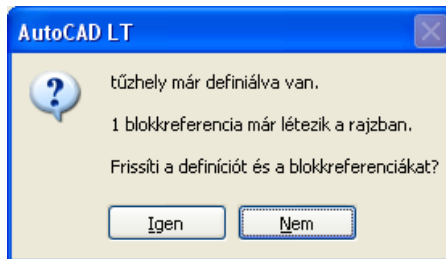 AutoCAD LT
tűzhely már definiálva van.
1 blokkreferencia már létezik a rajzban.
Frissíti a definíciót és a blokkreferenciákat?
Igen
Nem